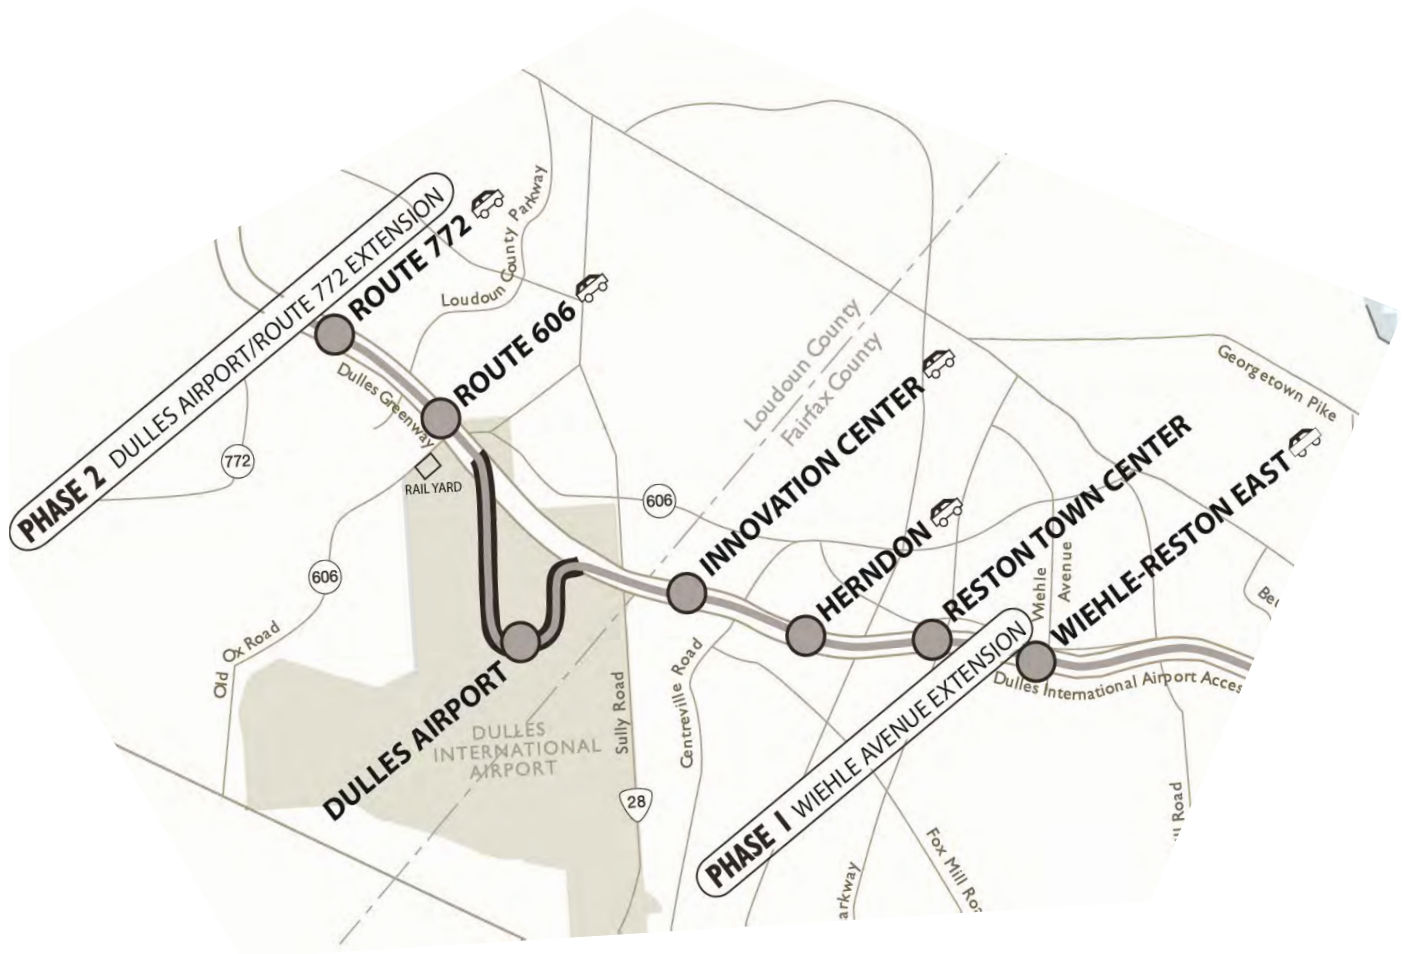 PHASE 2 DULLES AIRPORT/ROUTE 772 EXTENSION
ROUTE 772
Loudoun County Parkway
ROUTE 606
Dulles Greenway
772
RAIL YARD
606
Old Ox Road
Loudoun County
Fairfax County
606
INNOVATION CENTER
HERNDON
RESTON TOWN CENTER
WIEHLE-RESTON EAST
Georgetown Pike
Wiehle
Avenue
DULLES AIRPORT
DULLES
INTERNATIONAL
AIRPORT
Sully Road
28
Centreville Road
Dulles International Airport Acces
PHASE 1 WIEHLE AVENUE EXTENSION
Fox Mill Roa
arkway
Road